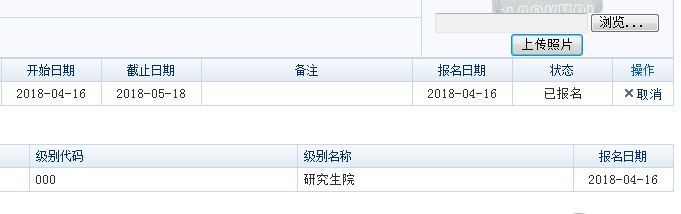 浏览...
上传照片
开始日期 截止日期 备注 报名日期 状态 操作
2018-04-16 2018-05-18 2018-04-16 已报名 取消
级别代码 级别名称 报名日期
000 研究生院 2018-04-16